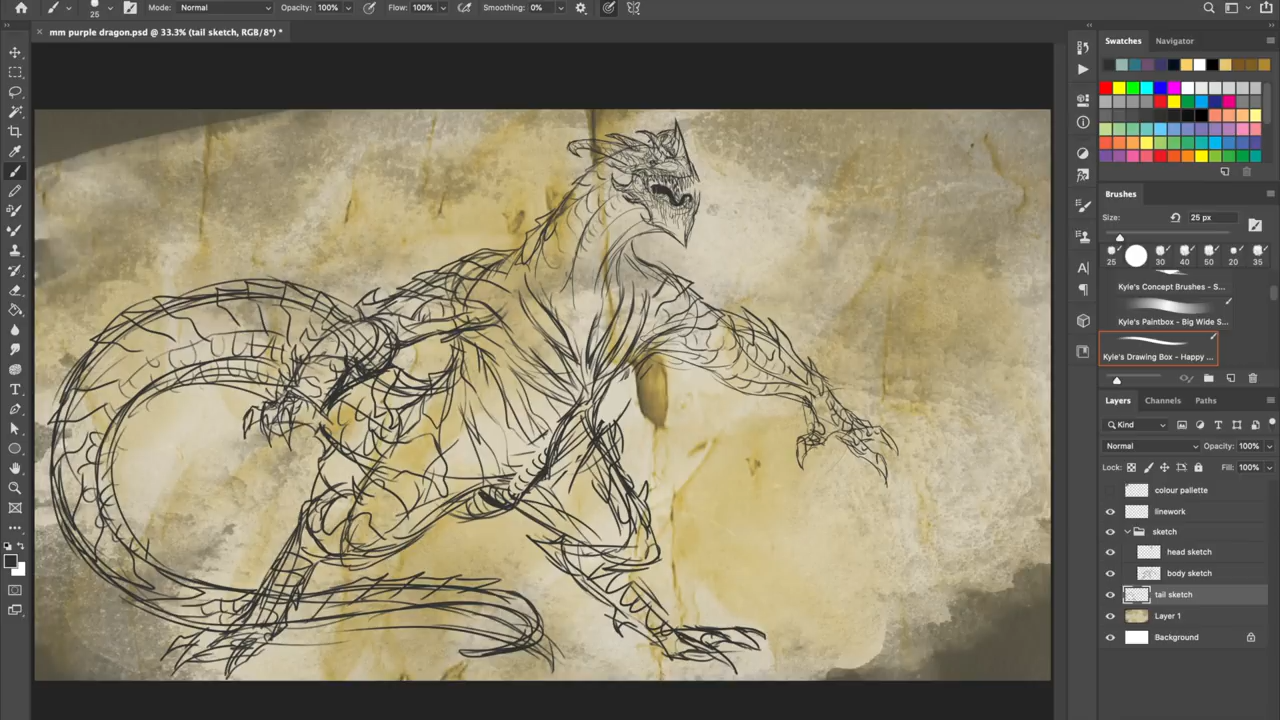 25
Mode: Normal
Opacity: 100%
Flow: 100%
Smoothing: 0%
mm purple dragon.psd @ 33.3% (tail sketch, RGB/8*) *
Swatches
Navigator
Brushes
Size:
25 px
25
30
40
50
20
35
Kyle's Concept Brushes - S...
Kyle's Paintbox - Big Wide S...
Kyle's Drawing Box - Happy ...
Layers
Channels
Paths
Kind
Normal
Opacity: 100%
Lock:
Fill: 100%
colour palette
linework
sketch
head sketch
body sketch
tail sketch
Layer 1
Background